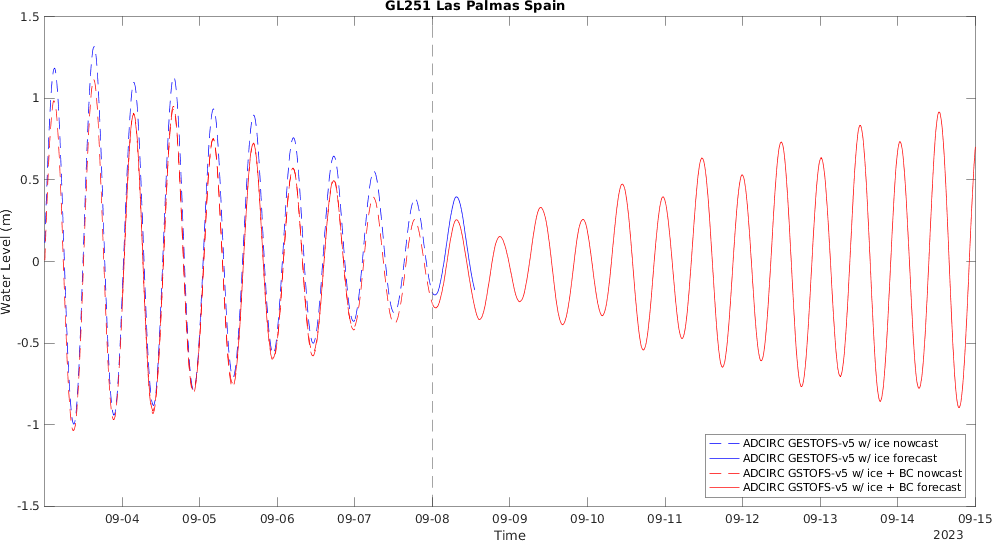 GL251 Las Palmas Spain
1.5
1
0.5
0
-0.5
-1
-1.5
Water Level (m)
09-04 09-05 09-06 09-07 09-08 09-09 09-10 09-11 09-12 09-13 09-14 09-15
Time
2023
ADCIRC GESTOFS-v5 w/ ice nowcast
ADCIRC GESTOFS-v5 w/ ice forecast
ADCIRC GSTOFS-v5 w/ ice + BC nowcast
ADCIRC GSTOFS-v5 w/ ice + BC forecast